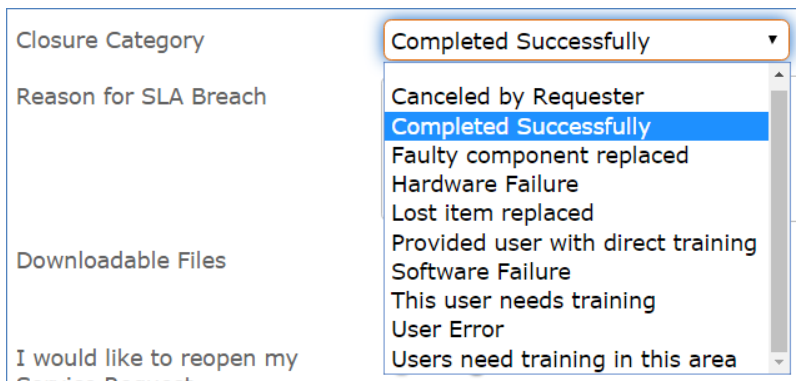 Closure Category
Completed Successfully
Reason for SLA Breach
Canceled by Requester
Completed Successfully
Faulty component replaced
Hardware Failure
Lost item replaced
Provided user with direct training
Downloadable Files
Software Failure
This user needs training
User Error
I would like to reopen my
Users need training in this area
Service Request